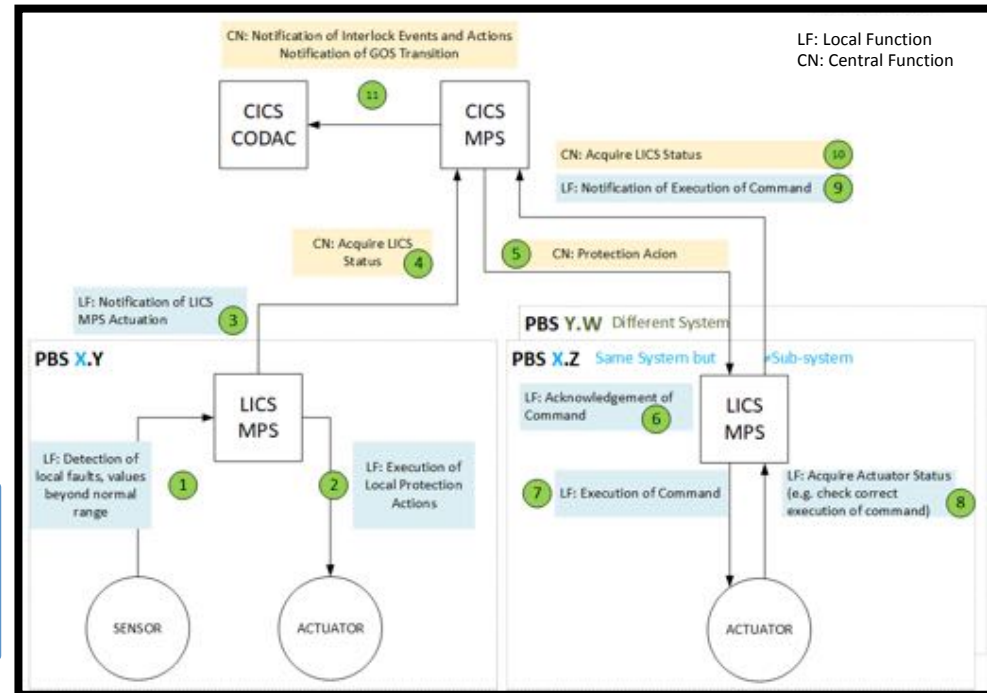 CN: Notification of Interlock Events and Actions
Notification of GOS Transition
LF: Local Function
CN: Central Function
11
CICS
CODAC
CICS
MPS
CN: Acquire LICS Status
10
LF: Notification of Execution of Command
9
CN: Acquire LICS
Status
4
5
CN: Protection Acion
LF: Notification of LICS
MPS Actuation
3
PBS Y.W Different System
PBS X.Y
PBS X.Z Same System but ≠Sub-system
LICS
MPS
LF: Acknowledgement of
Command
6
LICS
MPS
LF: Detection of
local faults, values
beyond normal
range
1
2
LF: Execution of
Local Protection
Actions
7
LF: Execution of Command
LF: Acquire Actuator Status
(e.g. check correct
execution of command)
8
SENSOR
ACTUATOR
ACTUATOR